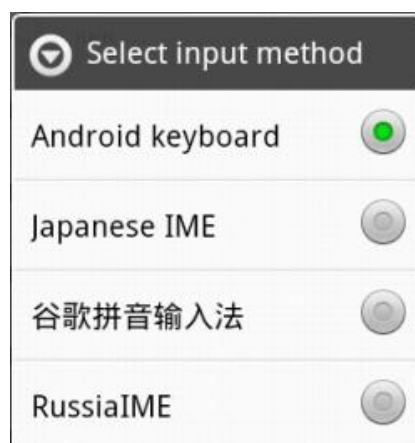 Select input method
Android keyboard
Japanese IME
谷歌拼音输入法
RussiaIME